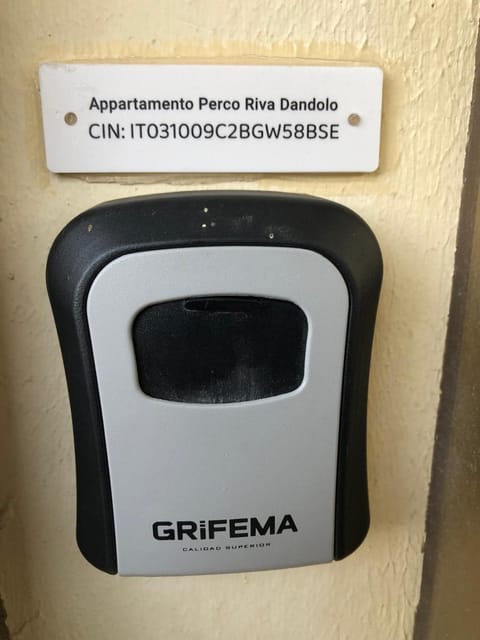 Appartamento Perco Riva Dandolo
CIN: IT031009C2BGW58BSE
GRiFEMA
CALIDAD SUPERIOR